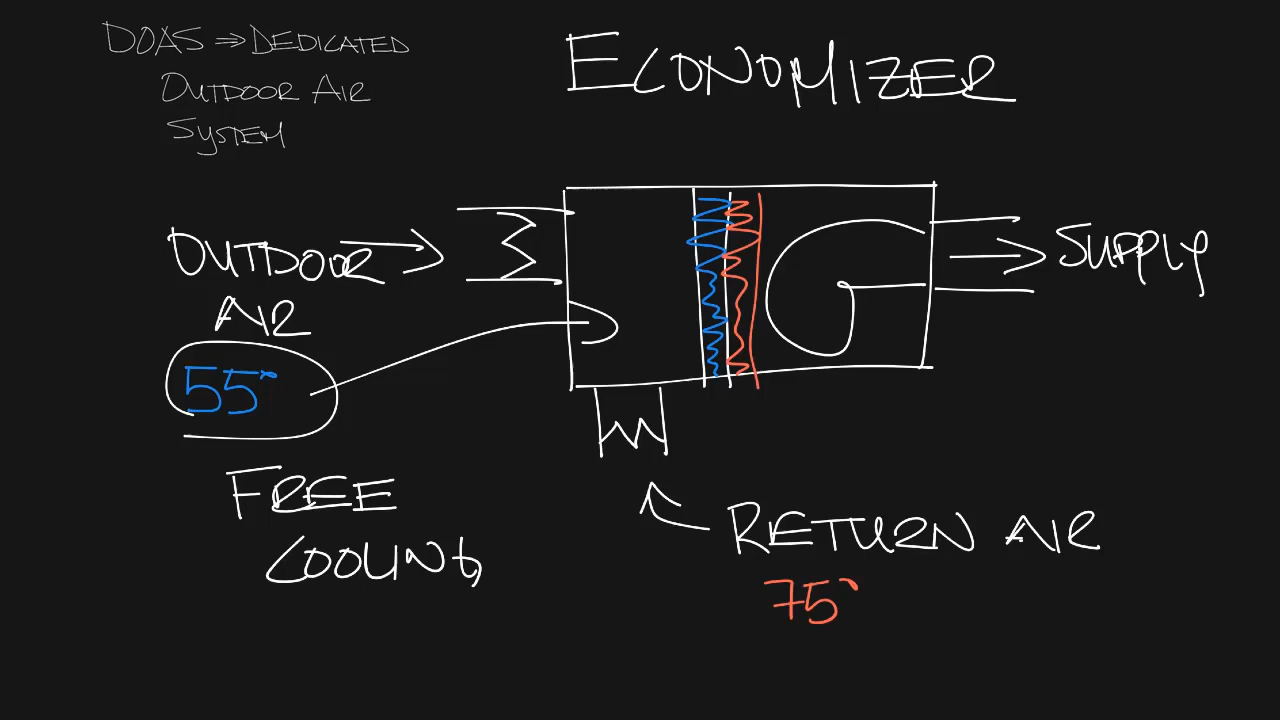 DOAS ⇒ DEDICATED
OUTDOOR AIR
SYSTEM
ECONOMIZER
OUTDOOR
AIR
55°
SUPPLY
FREE
COOLING
RETURN AIR
75°